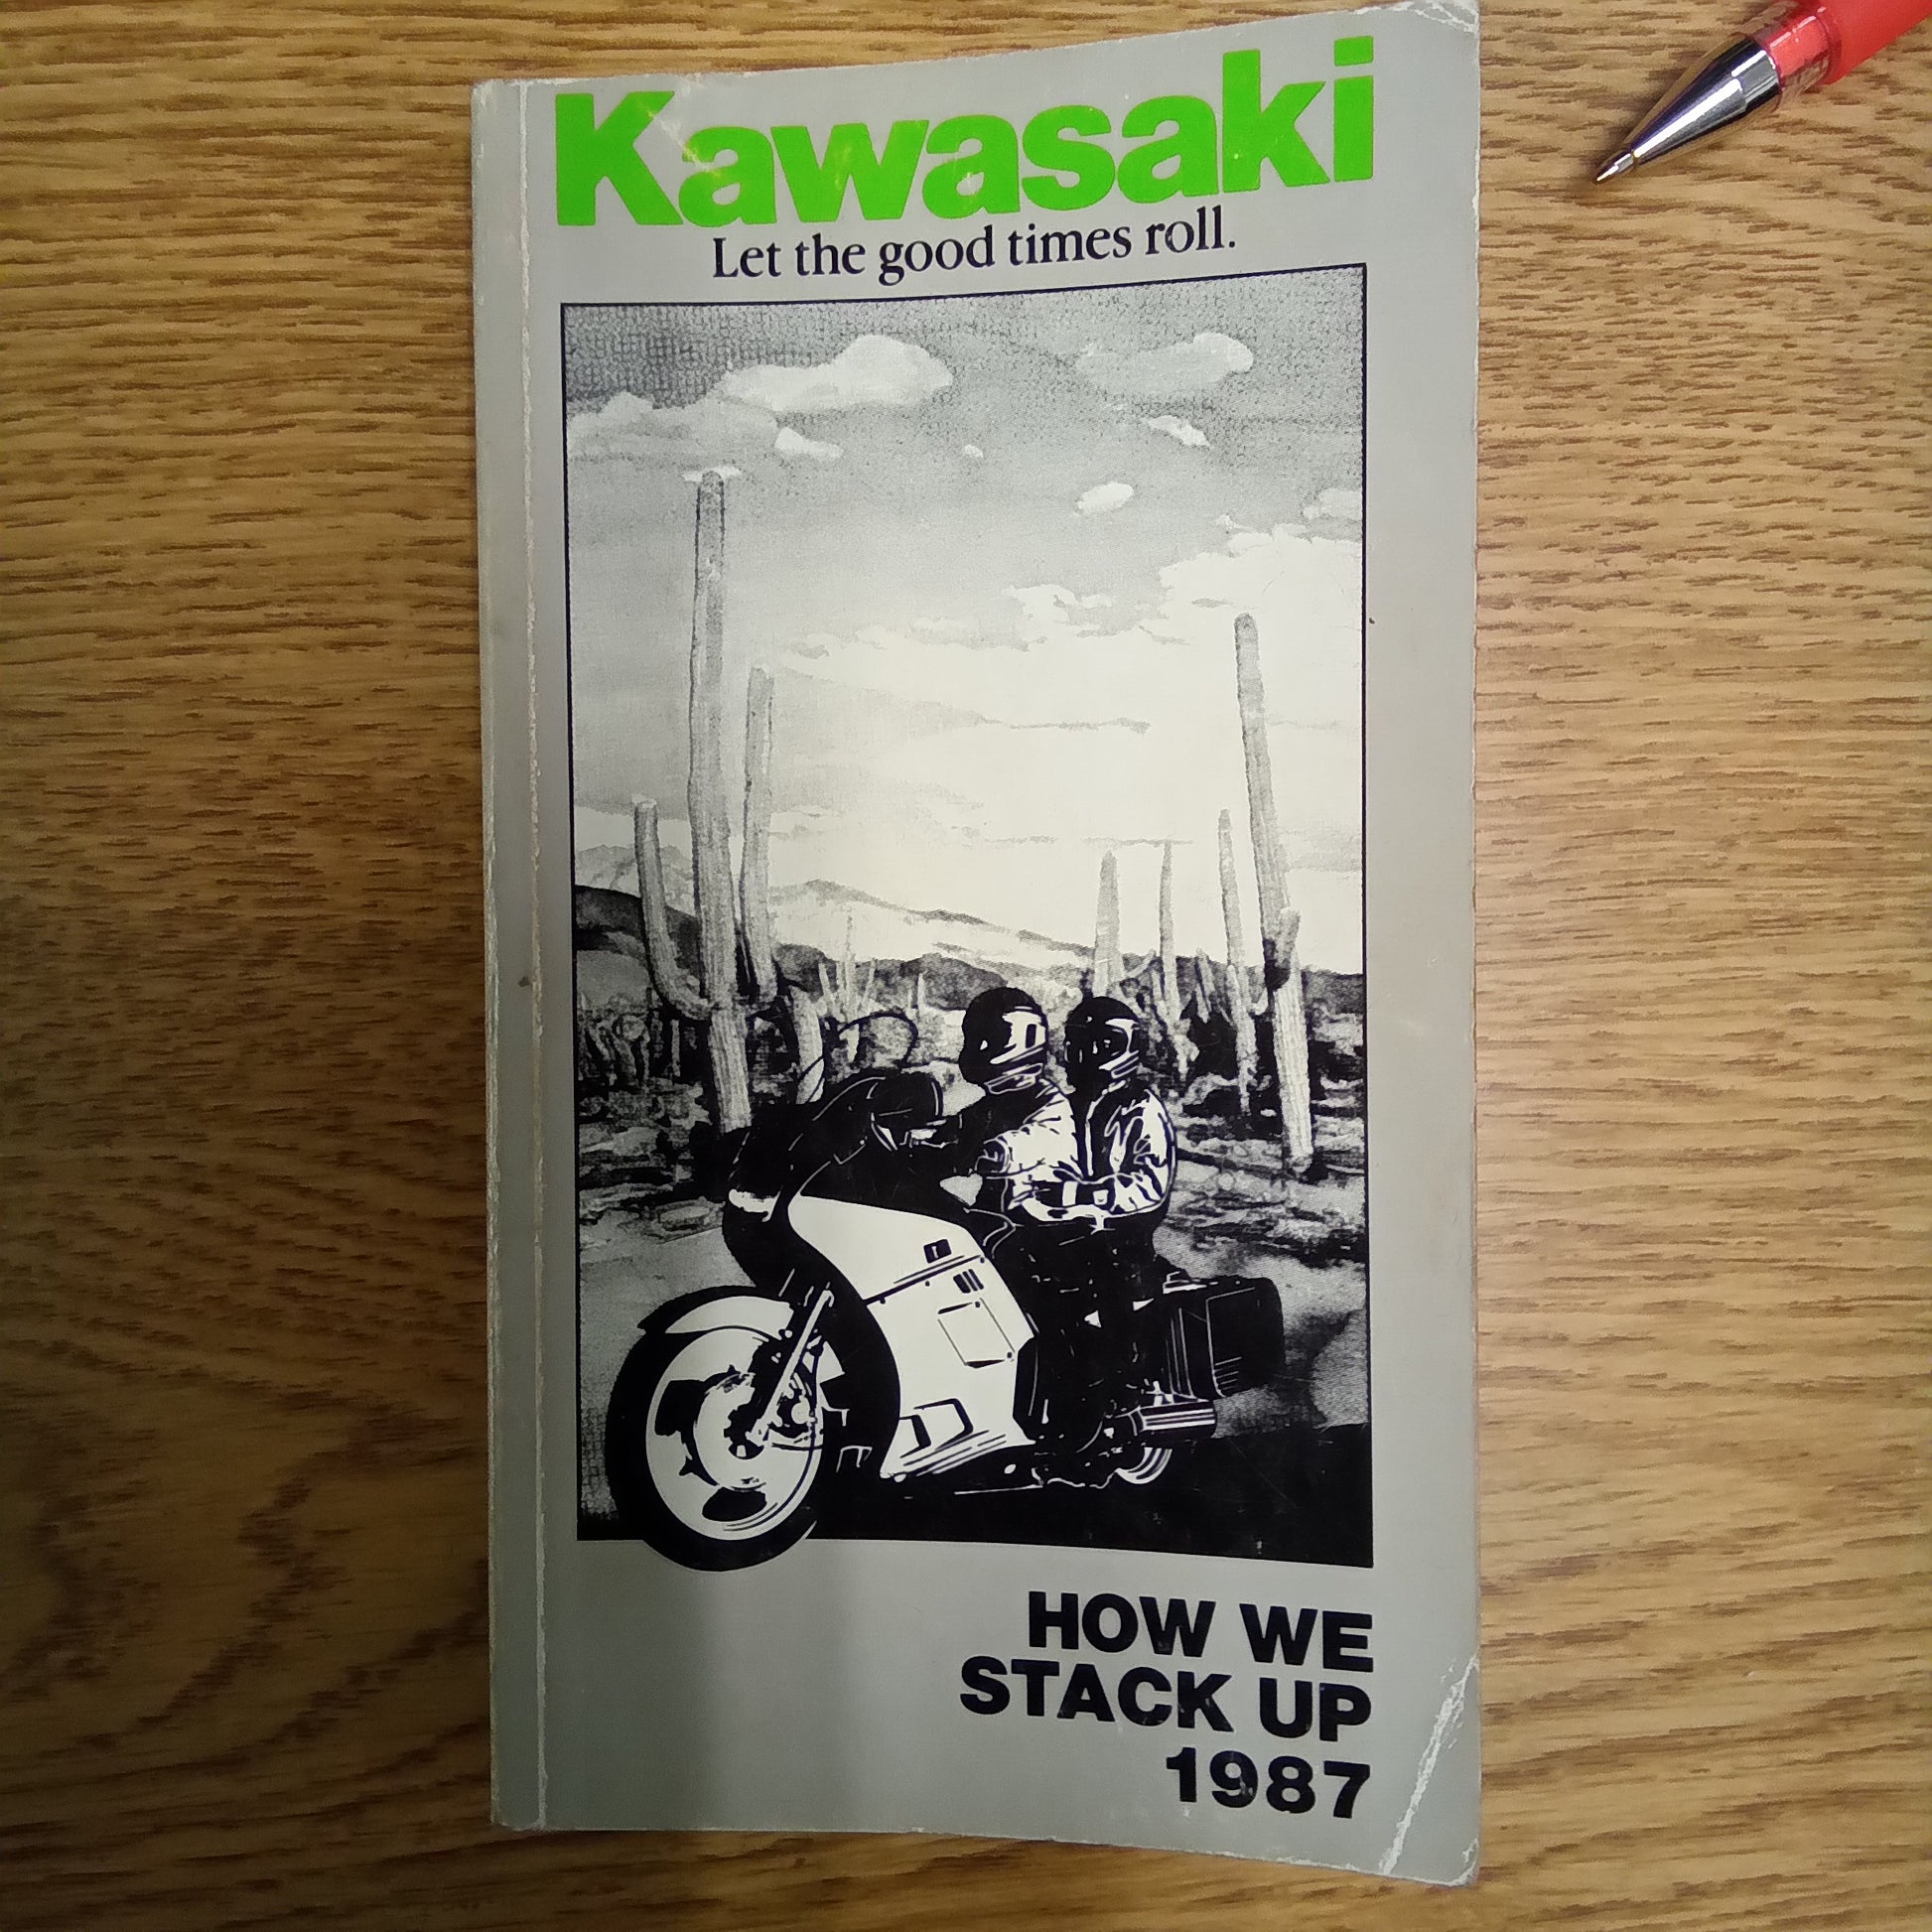 Kawasaki
Let the good times roll.
HOW WE
STACK UP
1987